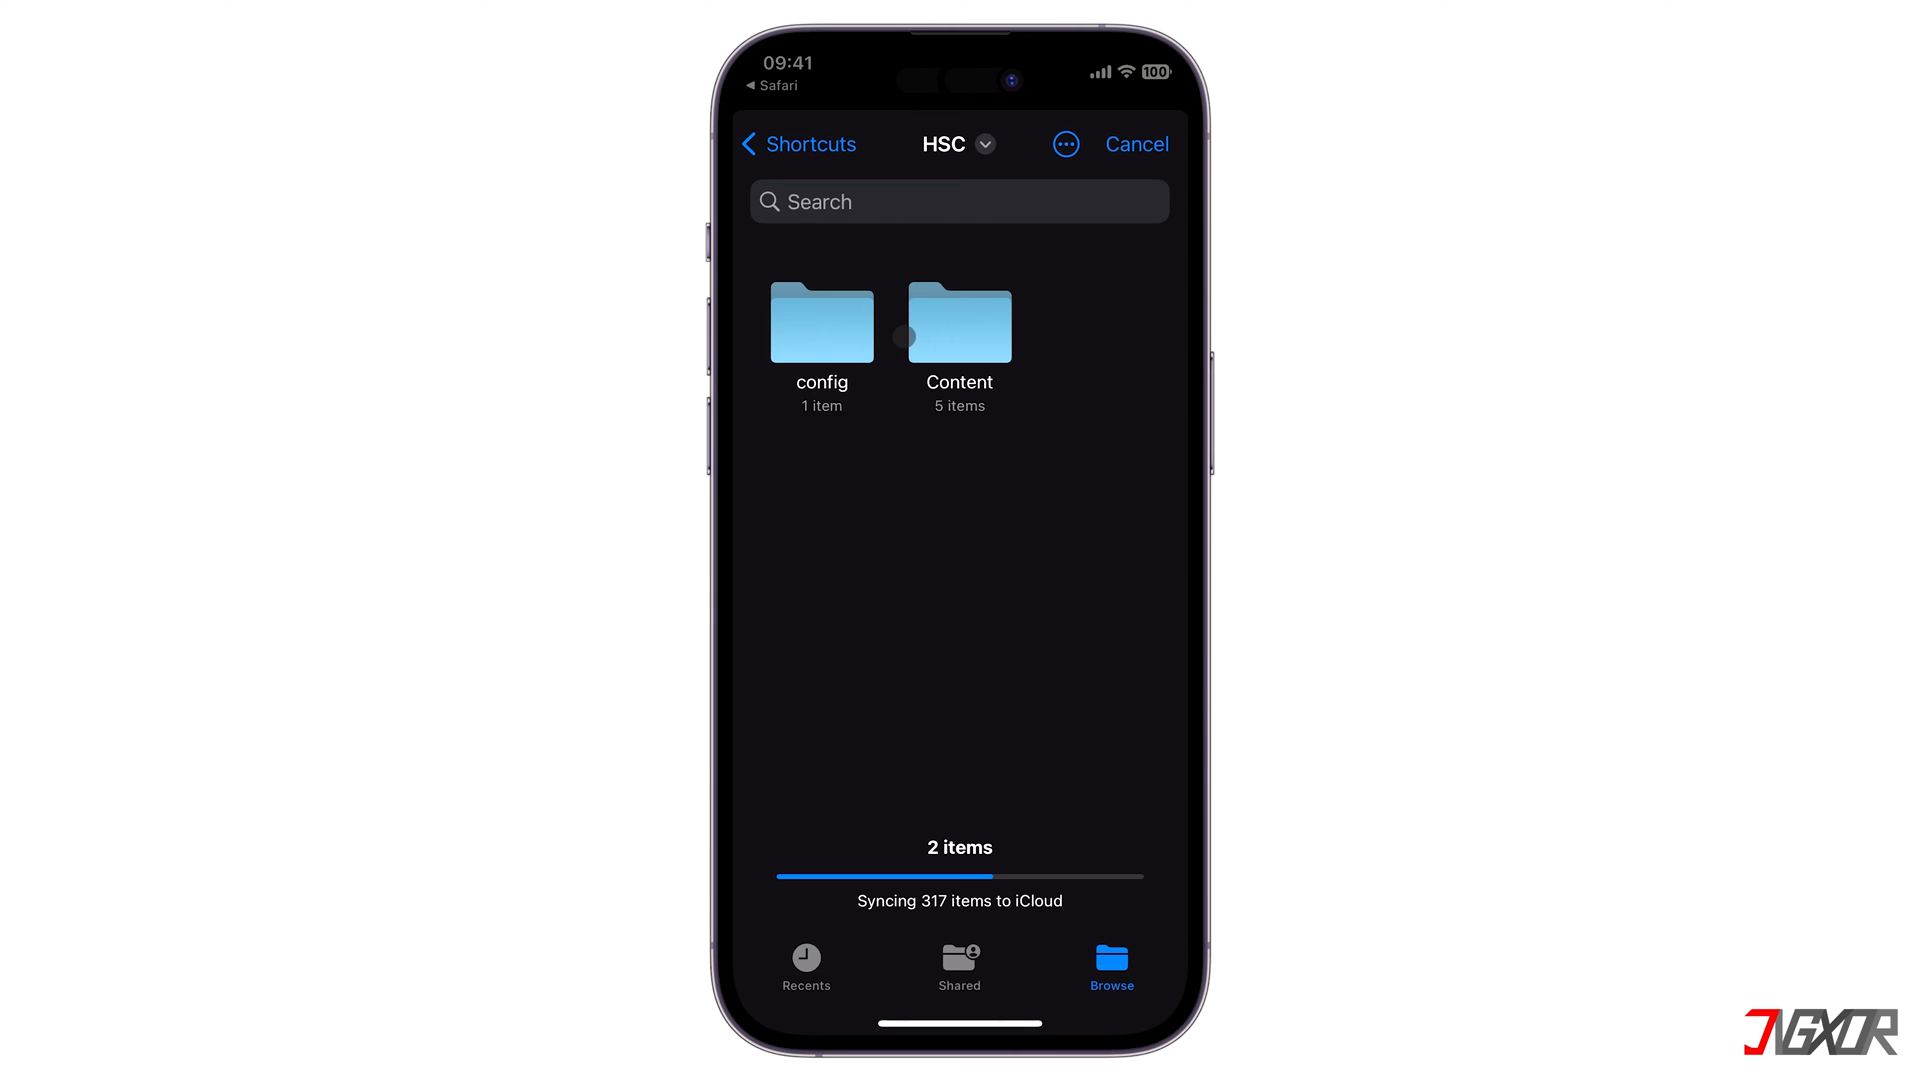 09:41
100
◀ Safari
Shortcuts
HSC
Cancel
Search
config
1 item
Content
5 items
2 items
Syncing 317 items to iCloud
Recents
Shared
Browse
JIGXOR